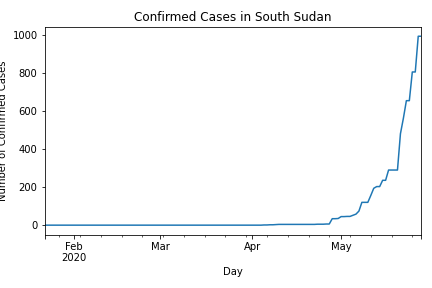 Confirmed Cases in South Sudan
Number of Confirmed Cases
1000
800
600
400
200
0
Feb
2020
Mar
Apr
May
Day